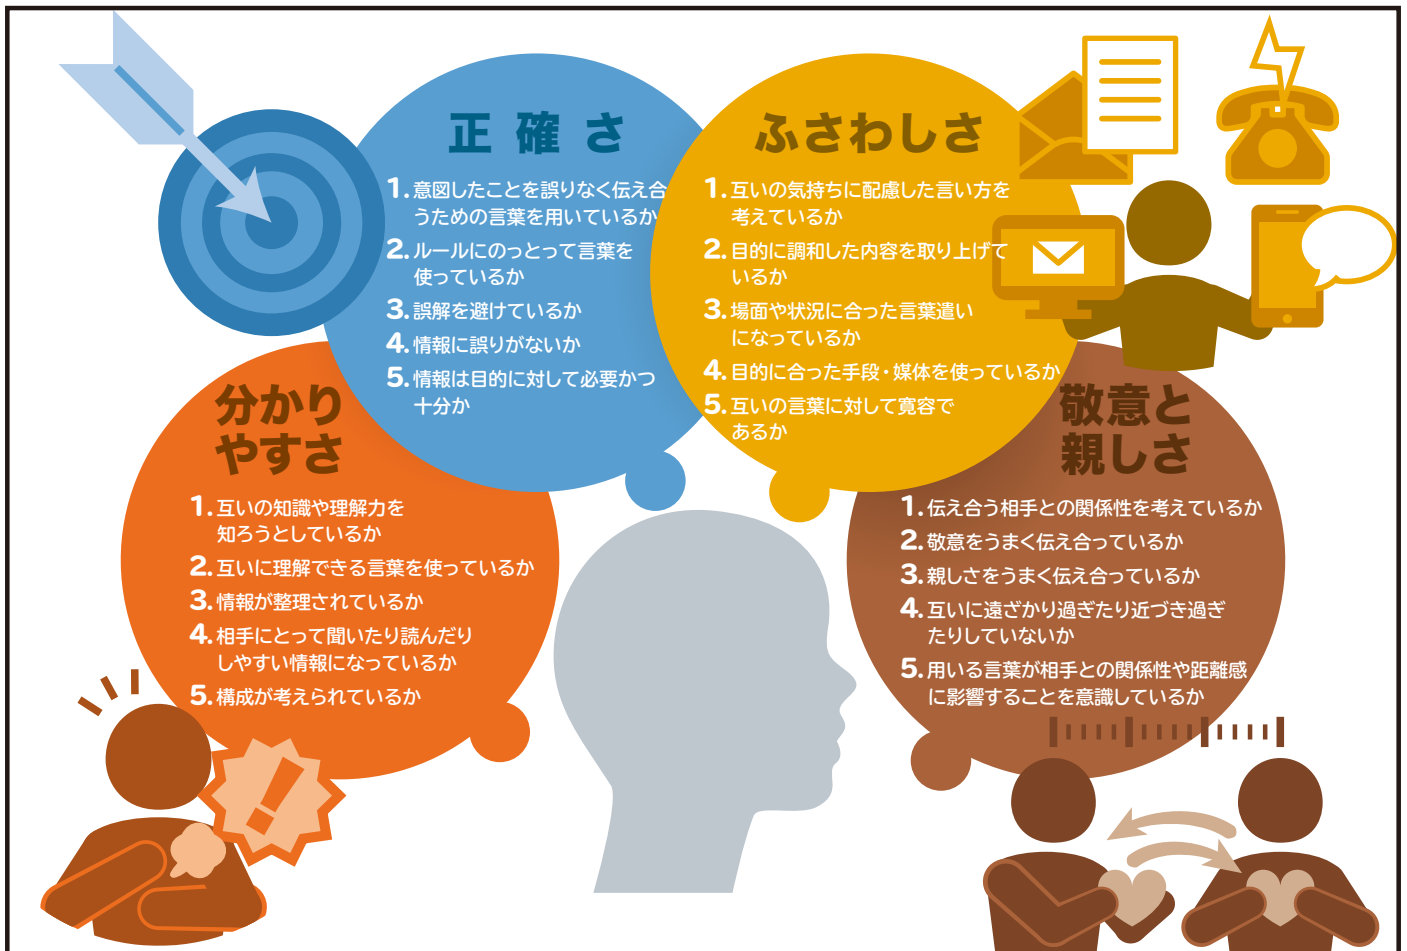 正確さ
1. 意図したことを誤りなく伝え合
うための言葉を用いているか
2. ルールにのっとって言葉を
使っているか
3. 誤解を避けているか
4. 情報に誤りがないか
5. 情報は目的に対して必要かつ
十分か
ふさわしさ
1. 互いの気持ちに配慮した言い方を
考えているか
2. 目的に調和した内容を取り上げて
いるか
3. 場面や状況に合った言葉遣い
になっているか
4. 目的に合った手段・媒体を使っているか
5. 互いの言葉に対して寛容で
あるか
分かり
やすさ
1. 互いの知識や理解力を
知ろうとしているか
2. 互いに理解できる言葉を使っているか
3. 情報が整理されているか
4. 相手にとって聞いたり読んだり
しやすい情報になっているか
5. 構成が考えられているか
敬意と
親しさ
1. 伝え合う相手との関係性を考えているか
2. 敬意をうまく伝え合っているか
3. 親しさをうまく伝え合っているか
4. 互いに遠ざかり過ぎたり近づき過ぎ
たりしていないか
5. 用いる言葉が相手との関係性や距離感
に影響することを意識しているか